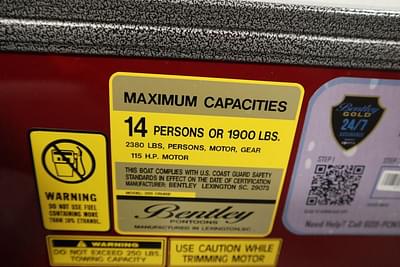 MAXIMUM CAPACITIES
14 PERSONS OR 1900 LBS.
2380 LBS, PERSONS, MOTOR, GEAR
115 H.P. MOTOR
THIS BOAT COMPLIES WITH U.S. COAST GUARD SAFETY
STANDARDS IN EFFECT ON THE DATE OF CERTIFICATION
MANUFACTURER: BENTLEY LEXINGTON SC, 29073
Bentley
PONTOONS
MANUFACTURED IN LEXINGTON, SC.
WARNING
DO NOT USE FUEL
CONTAINING MORE
THAN 10% ETHANOL.
WARNING
DO NOT EXCEED 250 LBS.
TOWING CAPACITY
USE CAUTION WHILE
TRIMMING MOTOR
Bentley
GOLD
24/7
STEP 1
STEP
Need Help? Call